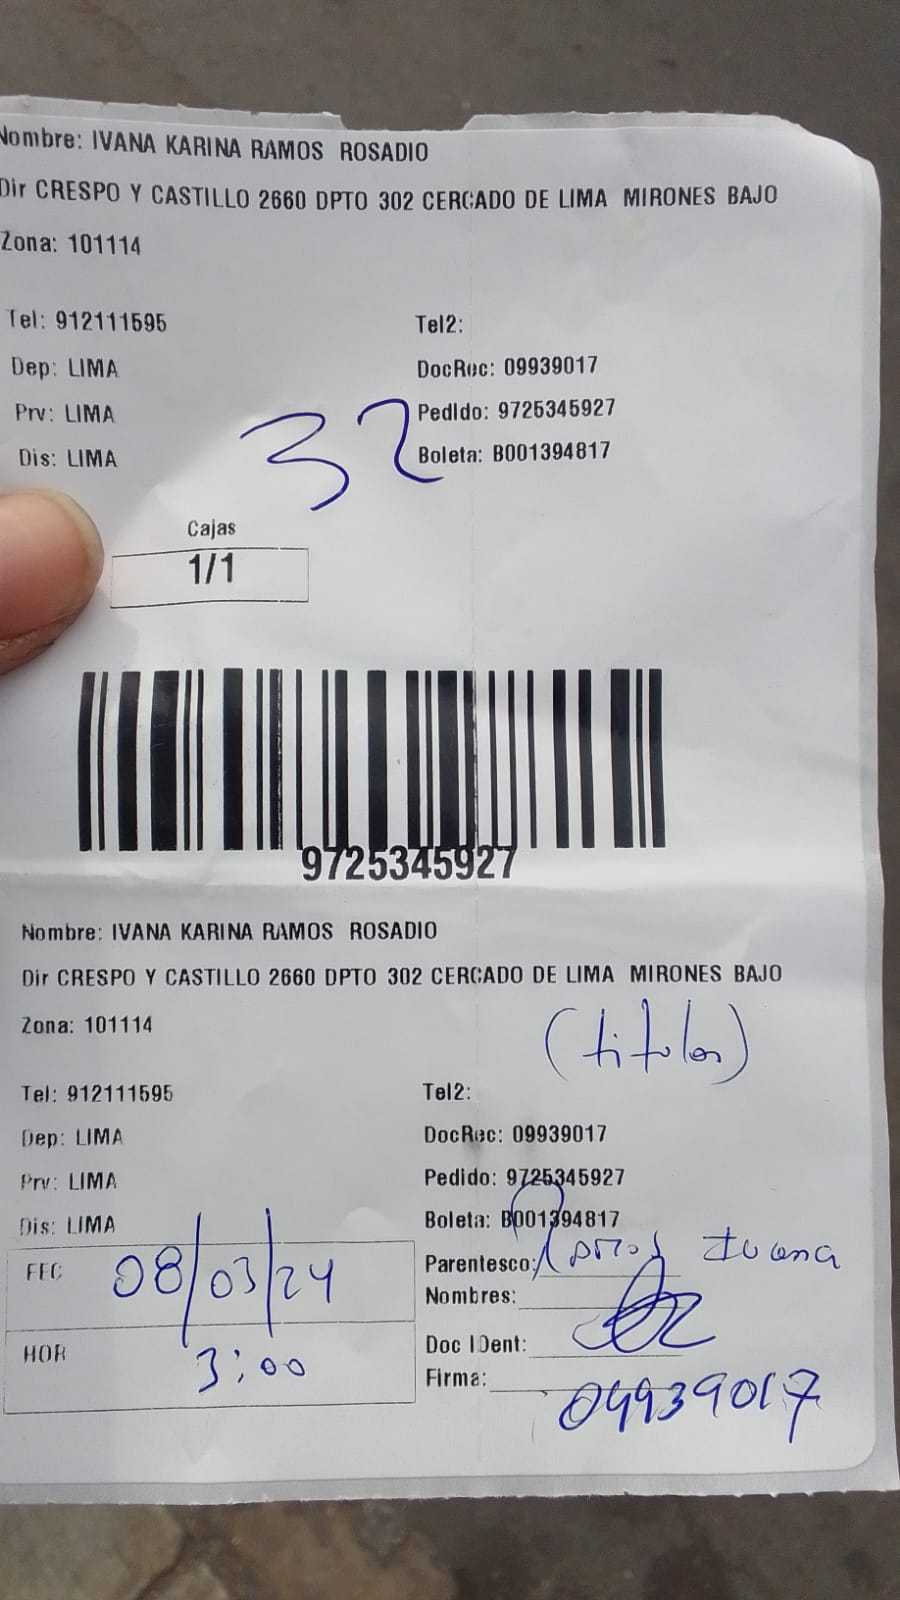 Nombre: IVANA KARINA RAMOS ROSADIO
Dir CRESPO Y CASTILLO 2660 DPTO 302 CERCADO DE LIMA MIRONES BAJO
Zona: 101114
Tel: 912111595 Tel2:
Dep: LIMA DocRec: 09939017
Prv: LIMA Pedido: 9725345927
Dis: LIMA Boleta: B001394817
32
Cajas
1/1
9725345927
Nombre: IVANA KARINA RAMOS ROSADIO
Dir CRESPO Y CASTILLO 2660 DPTO 302 CERCADO DE LIMA MIRONES BAJO
Zona: 101114
(titular)
Tel: 912111595 Tel2:
Dep: LIMA DocRec: 09939017
Prv: LIMA Pedido: 9725345927
Dis: LIMA Boleta: B001394817
FEC 08/03/24 Parentesco: Ramos Ivana
Nombres:
HOR 3:00 Doc IDent:
Firma: 09939017